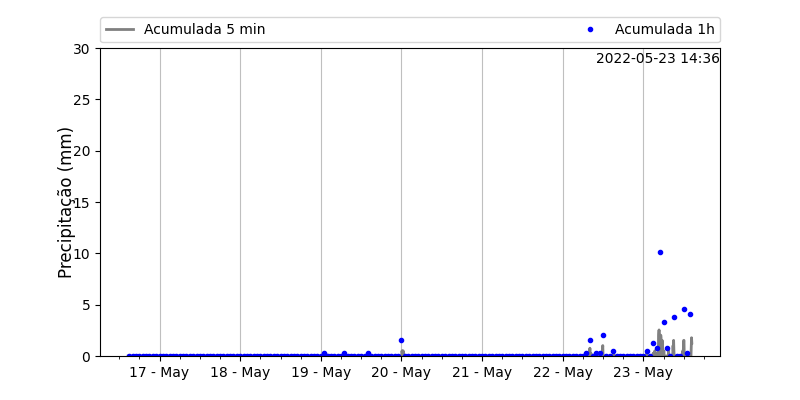 Acumulada 5 min
Acumulada 1h
2022-05-23 14:36
Precipitação (mm)
30
25
20
15
10
5
0
17 - May 18 - May 19 - May 20 - May 21 - May 22 - May 23 - May